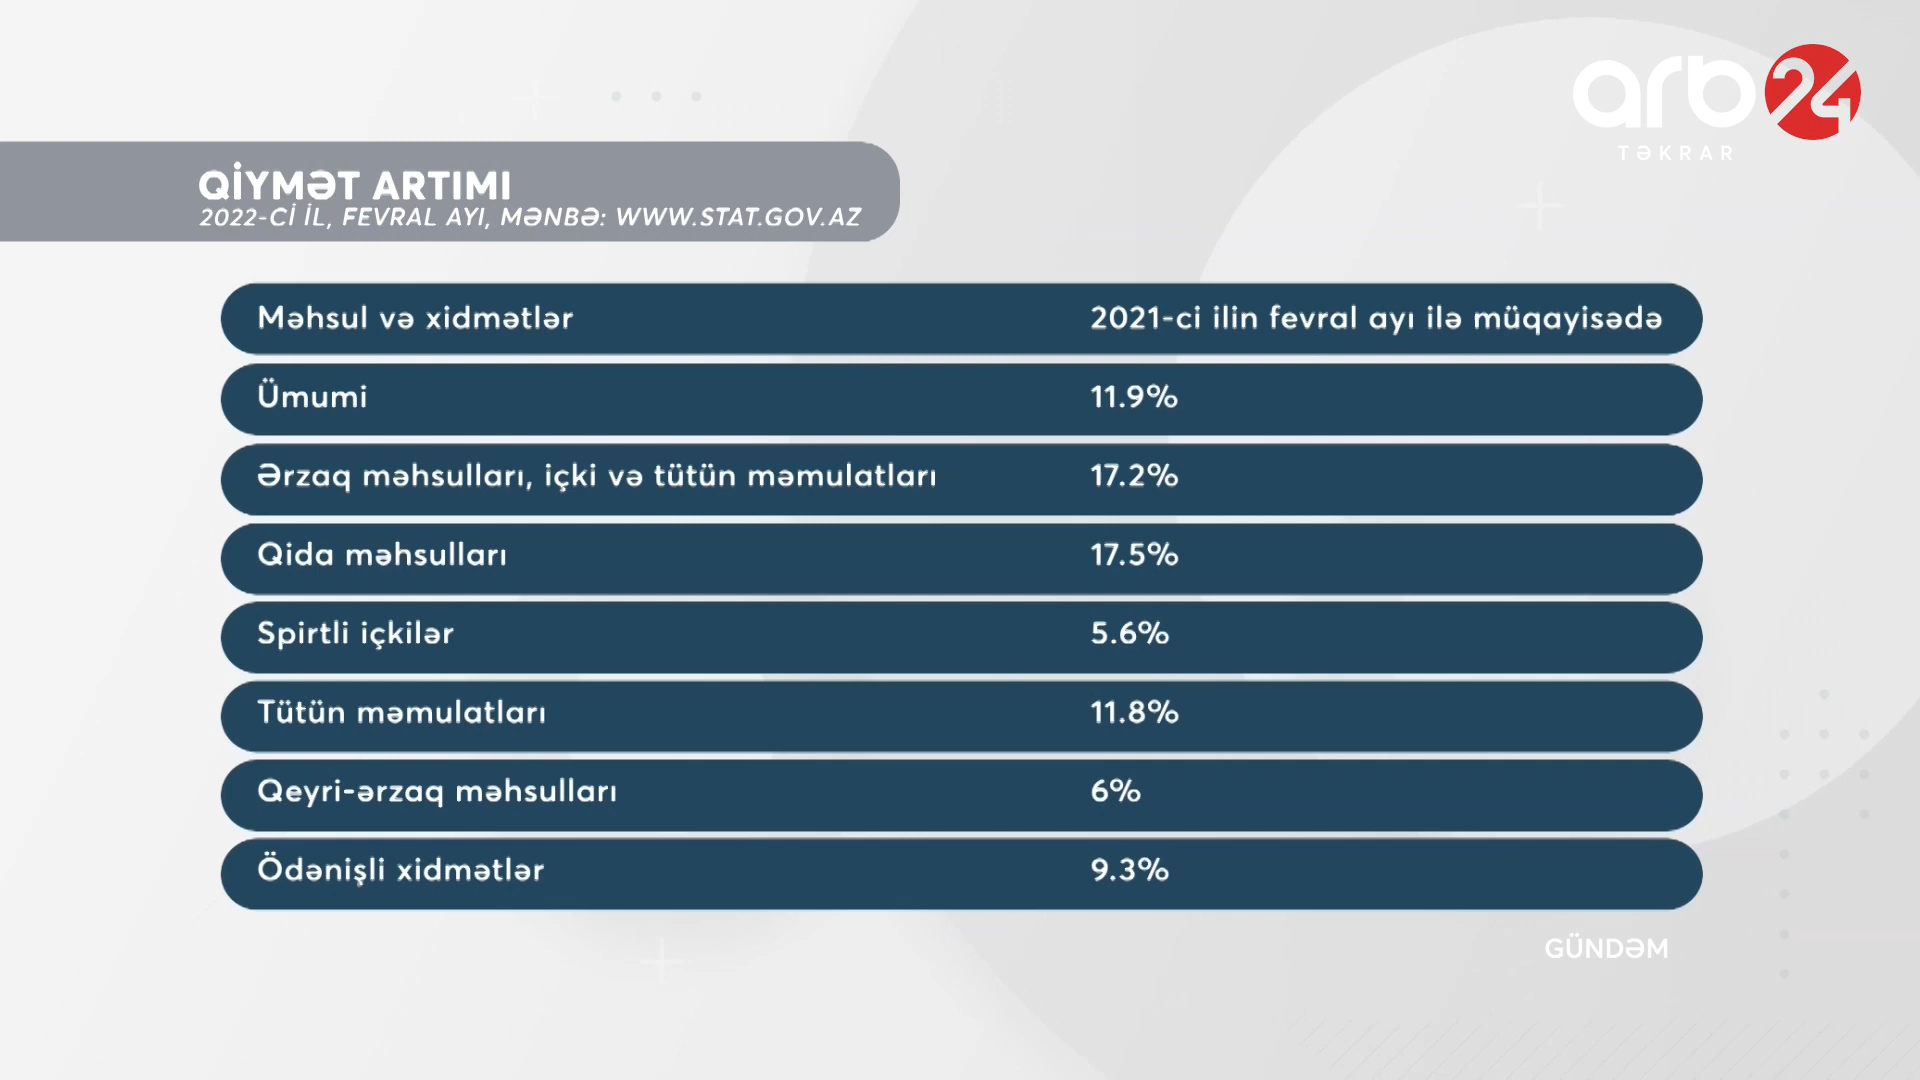 arb 24
TƏKRAR
QİYMƏT ARTIMI
2022-Cİ İL, FEVRAL AYI, MƏNBƏ: WWW.STAT.GOV.AZ
Məhsul və xidmətlər 2021-ci ilin fevral ayı ilə müqayisədə
Ümumi 11.9%
Ərzaq məhsulları, içki və tütün məmulatları 17.2%
Qida məhsulları 17.5%
Spirtli içkilər 5.6%
Tütün məmulatları 11.8%
Qeyri-ərzaq məhsulları 6%
Ödənişli xidmətlər 9.3%
GÜNDƏM